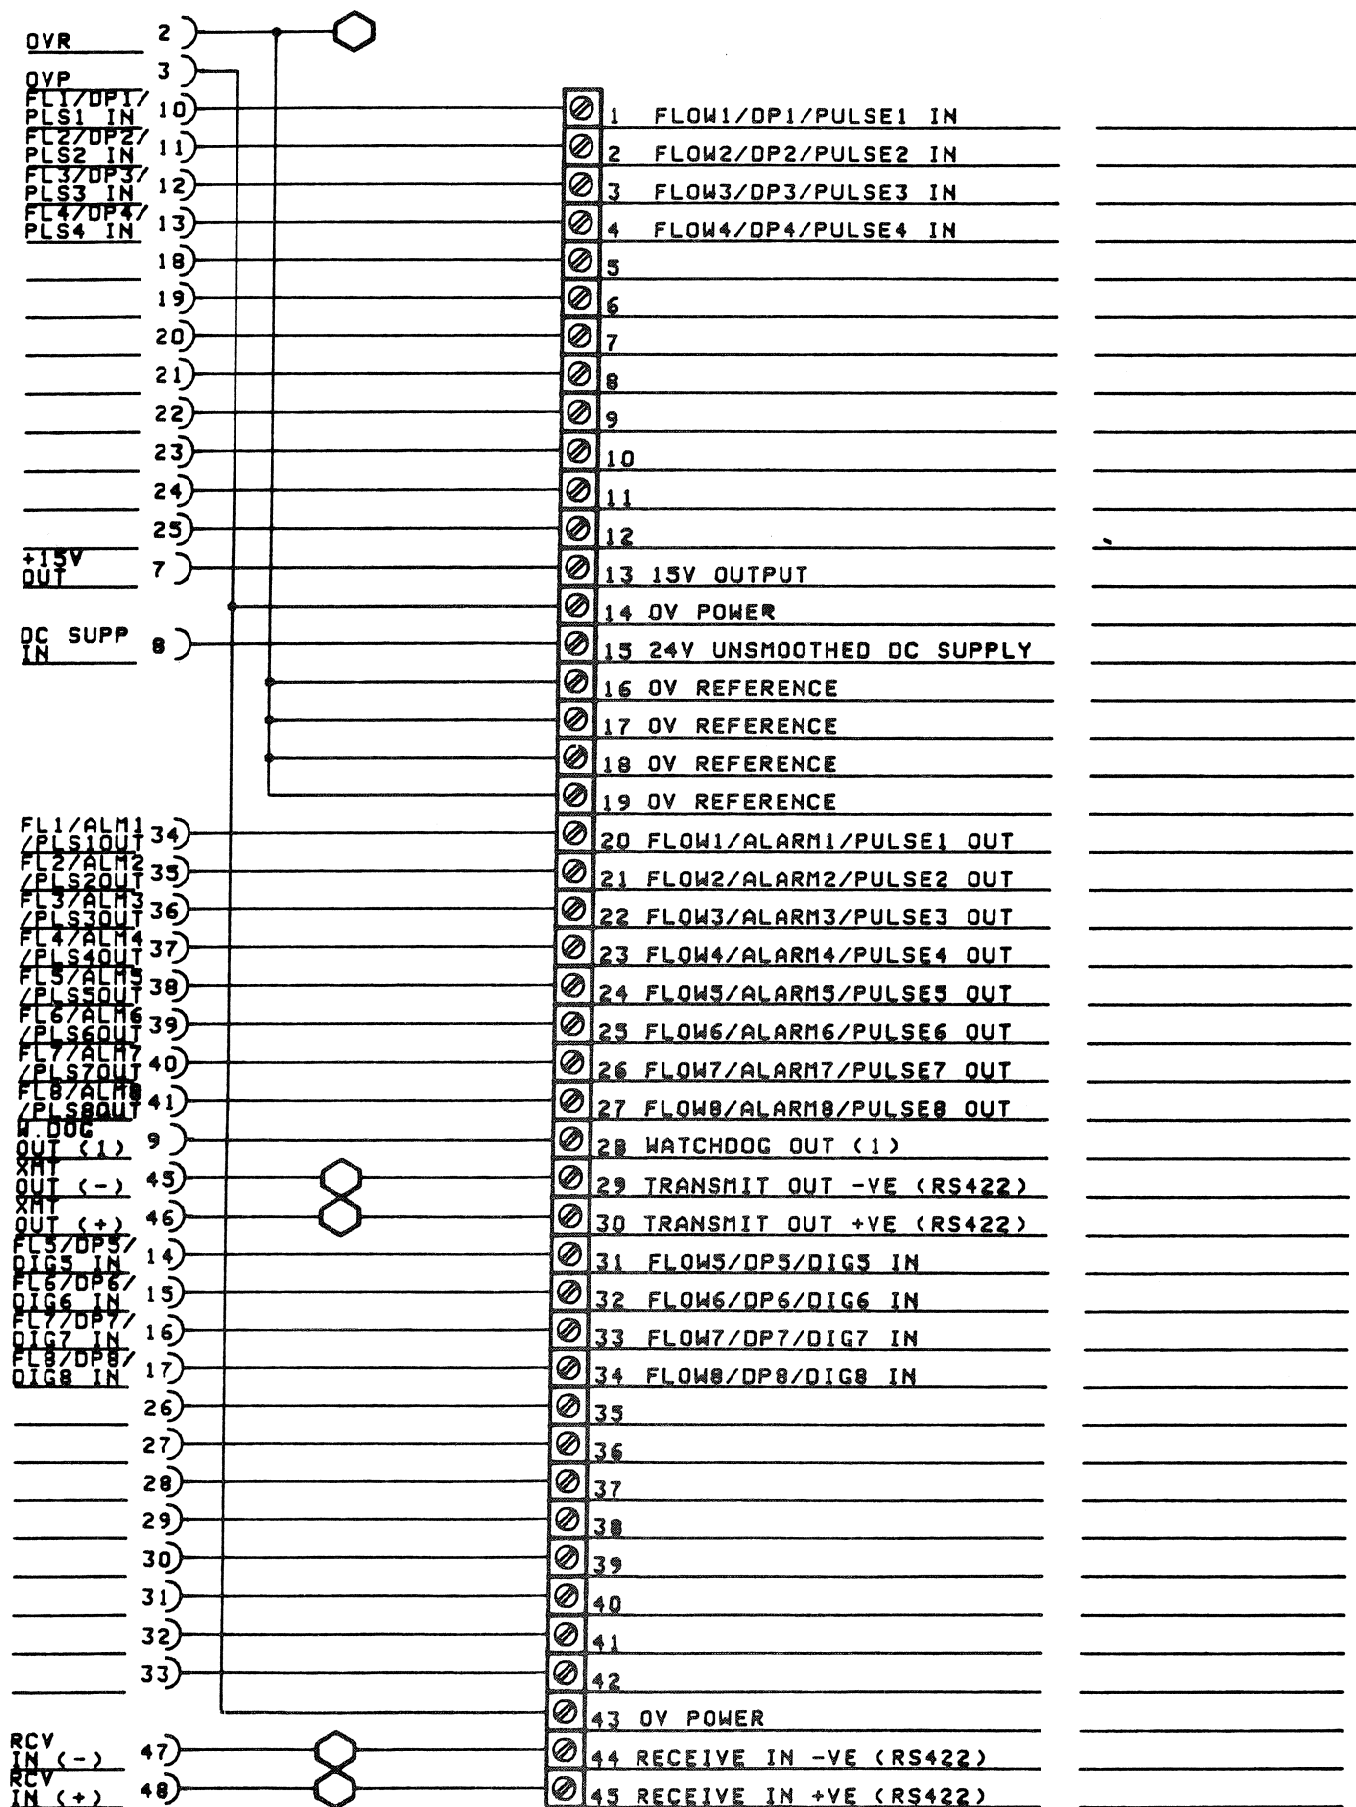 0VR 2
0VP 3
FL1/DP1/
PLS1 IN 10 1 FLOW1/DP1/PULSE1 IN
FL2/DP2/
PLS2 IN 11 2 FLOW2/DP2/PULSE2 IN
FL3/DP3/
PLS3 IN 12 3 FLOW3/DP3/PULSE3 IN
FL4/DP4/
PLS4 IN 13 4 FLOW4/DP4/PULSE4 IN
18 5
19 6
20 7
21 8
22 9
23 10
24 11
25 12
+15V
OUT 7 13 15V OUTPUT
14 0V POWER
DC SUPP
IN 8 15 24V UNSMOOTHED DC SUPPLY
16 0V REFERENCE
17 0V REFERENCE
18 0V REFERENCE
19 0V REFERENCE
FL1/ALM1
/PLS1OUT 34 20 FLOW1/ALARM1/PULSE1 OUT
FL2/ALM2
/PLS2OUT 35 21 FLOW2/ALARM2/PULSE2 OUT
FL3/ALM3
/PLS3OUT 36 22 FLOW3/ALARM3/PULSE3 OUT
FL4/ALM4
/PLS4OUT 37 23 FLOW4/ALARM4/PULSE4 OUT
FL5/ALM5
/PLS5OUT 38 24 FLOW5/ALARM5/PULSE5 OUT
FL6/ALM6
/PLS6OUT 39 25 FLOW6/ALARM6/PULSE6 OUT
FL7/ALM7
/PLS7OUT 40 26 FLOW7/ALARM7/PULSE7 OUT
FL8/ALM8
/PLS8OUT 41 27 FLOW8/ALARM8/PULSE8 OUT
W.DOG
OUT (1) 9 28 WATCHDOG OUT (1)
XMT
OUT (-) 45 29 TRANSMIT OUT -VE (RS422)
XMT
OUT (+) 46 30 TRANSMIT OUT +VE (RS422)
FL5/DP5/
DIG5 IN 14 31 FLOW5/DP5/DIG5 IN
FL6/DP6/
DIG6 IN 15 32 FLOW6/DP6/DIG6 IN
FL7/DP7/
DIG7 IN 16 33 FLOW7/DP7/DIG7 IN
FL8/DP8/
DIG8 IN 17 34 FLOW8/DP8/DIG8 IN
26 35
27 36
28 37
29 38
30 39
31 40
32 41
33 42
43 0V POWER
RCV
IN (-) 47 44 RECEIVE IN -VE (RS422)
RCV
IN (+) 48 45 RECEIVE IN +VE (RS422)